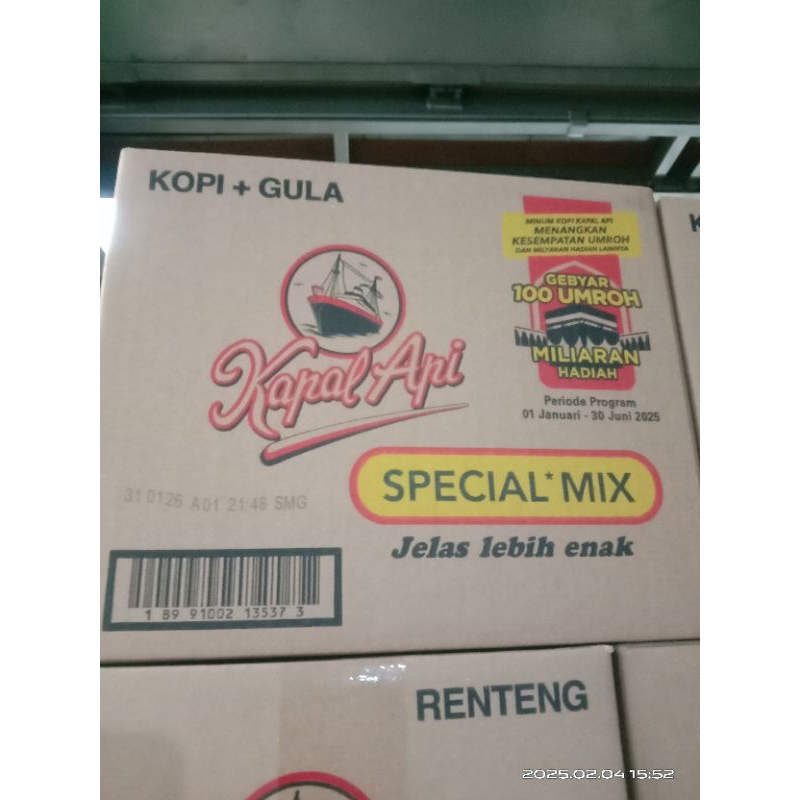 KOPI + GULA
MINUM KOPI KAPAL API
MENANGKAN
KESEMPATAN UMROH
DAN MILYARAN HADIAH LAINNYA
GEBYAR
100 UMROH
MILIARAN
HADIAH
Periode Program
01 Januari - 30 Juni 2025
Kapal Api
SPECIAL* MIX
Jelas lebih enak
31 0126 A01 21:48 SMG
1 89 91002 13537 3
K
RENTENG
2025.02.04 15:52